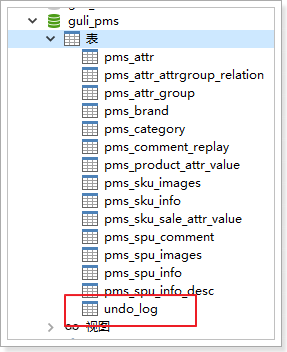 guli_pms
表
pms_attr
pms_attr_attrgroup_relation
pms_attr_group
pms_brand
pms_category
pms_comment_replay
pms_product_attr_value
pms_sku_images
pms_sku_info
pms_sku_sale_attr_value
pms_spu_comment
pms_spu_images
pms_spu_info
pms_spu_info_desc
undo_log
视图